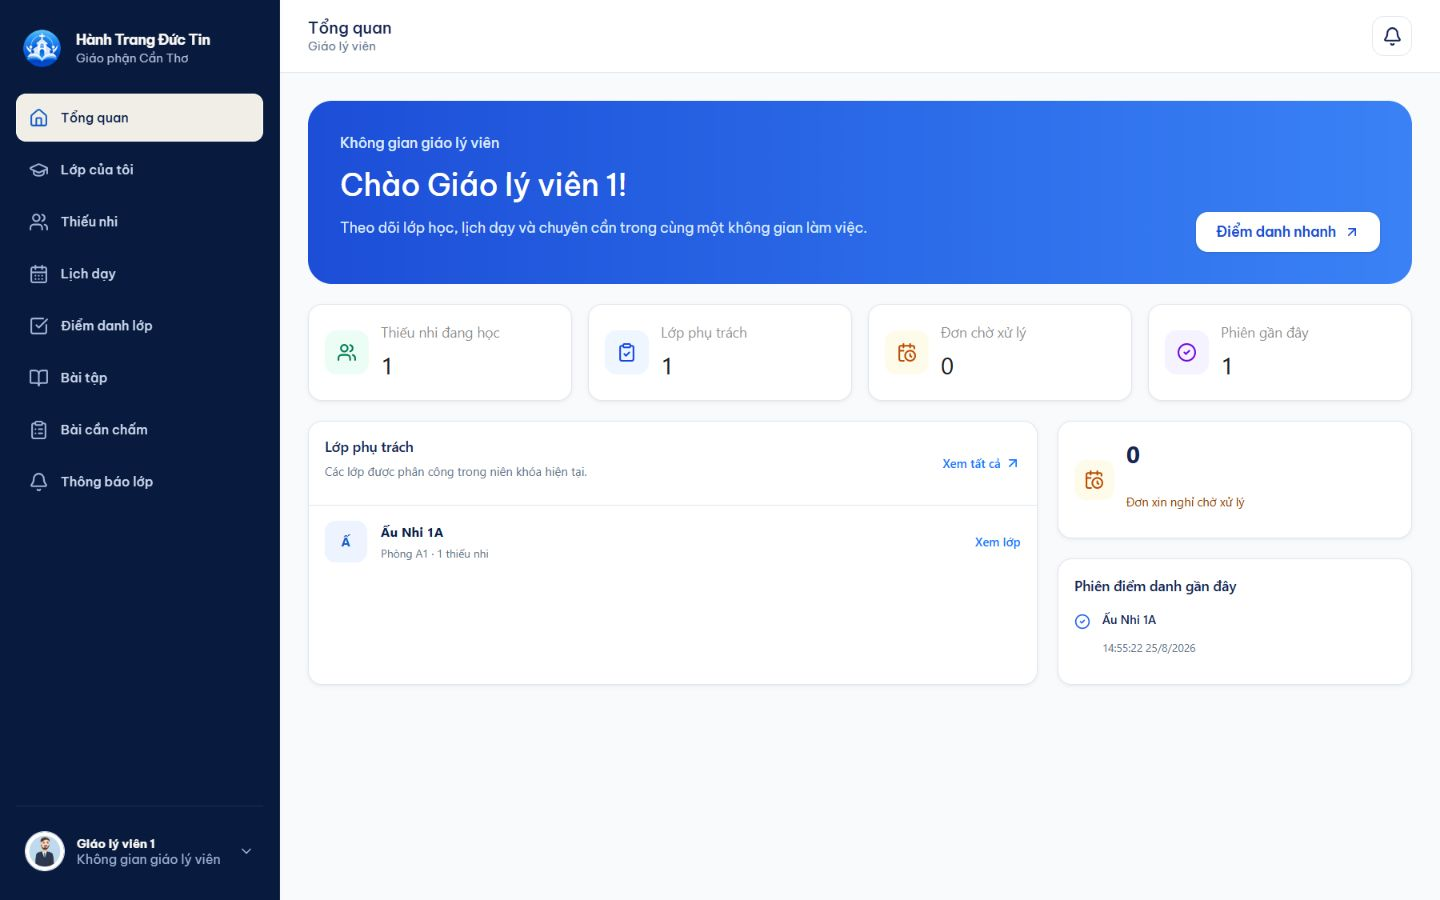 Hành Trang Đức Tin
Giáo phận Cần Thơ
Tổng quan
Lớp của tôi
Thiếu nhi
Lịch dạy
Điểm danh lớp
Bài tập
Bài cần chấm
Thông báo lớp
Giáo lý viên 1
Không gian giáo lý viên
Tổng quan
Giáo lý viên
Không gian giáo lý viên
Chào Giáo lý viên 1!
Theo dõi lớp học, lịch dạy và chuyên cần trong cùng một không gian làm việc.
Điểm danh nhanh
Thiếu nhi đang học
1
Lớp phụ trách
1
Đơn chờ xử lý
0
Phiên gần đây
1
Lớp phụ trách
Các lớp được phân công trong niên khóa hiện tại.
Xem tất cả
Ấ
Ấu Nhi 1A
Phòng A1 · 1 thiếu nhi
Xem lớp
0
Đơn xin nghỉ chờ xử lý
Phiên điểm danh gần đây
Ấu Nhi 1A
14:55:22 25/8/2026